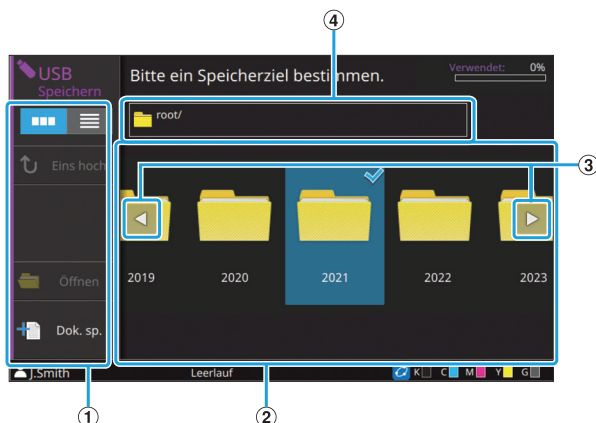 ④
USB
Speichern
Bitte ein Speicherziel bestimmen.
Verwendet: 0%
root/
Eins hoch
③
2019 2020 2021 2022 2023
Öffnen
Dok. sp.
J.Smith Leerlauf K C M Y G
① ②